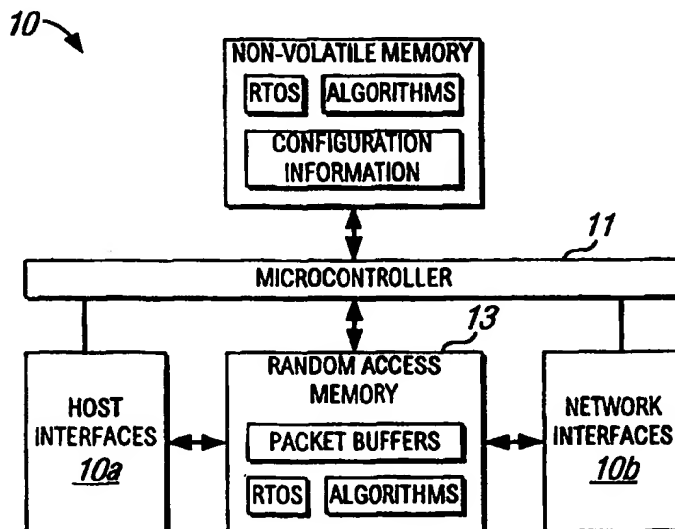 10
NON-VOLATILE MEMORY
RTOS
ALGORITHMS
CONFIGURATION
INFORMATION
11
MICROCONTROLLER
13
HOST
INTERFACES
10a
RANDOM ACCESS
MEMORY
PACKET BUFFERS
RTOS
ALGORITHMS
NETWORK
INTERFACES
10b